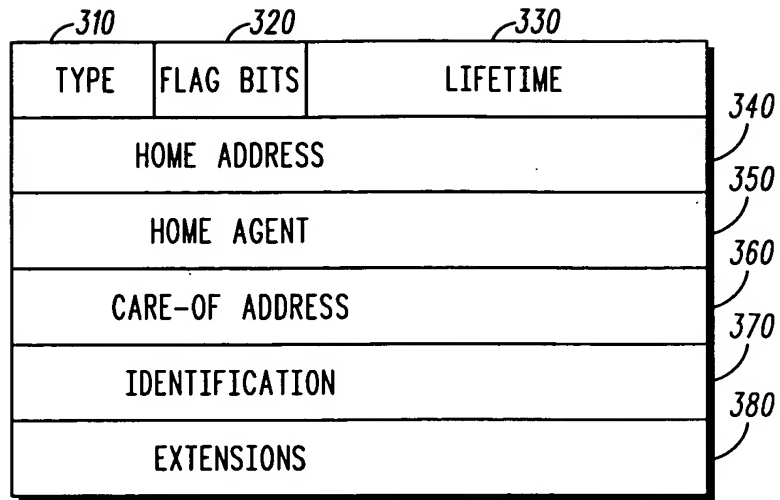 310 320 330
TYPE FLAG BITS LIFETIME
340
HOME ADDRESS
350
HOME AGENT
360
CARE-OF ADDRESS
370
IDENTIFICATION
380
EXTENSIONS